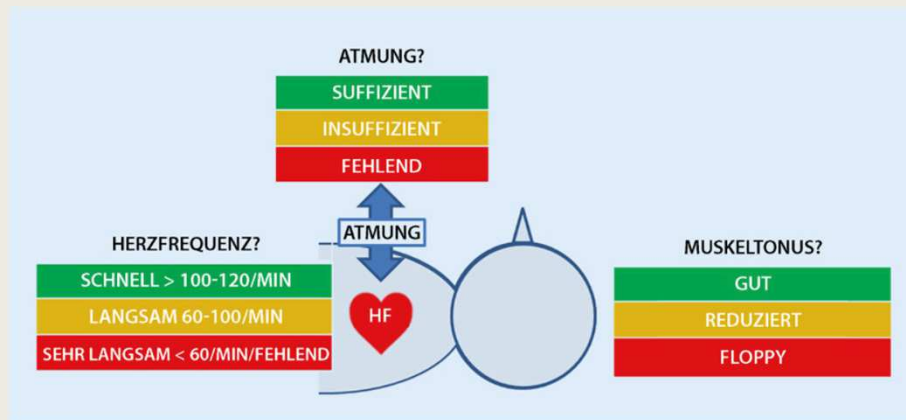 ATMUNG?
SUFFIZIENT
INSUFFIZIENT
FEHLEND
ATMUNG
HERZFREQUENZ?
SCHNELL > 100-120/MIN
LANGSAM 60-100/MIN
SEHR LANGSAM < 60/MIN/FEHLEND
HF
MUSKELTONUS?
GUT
REDUZIERT
FLOPPY